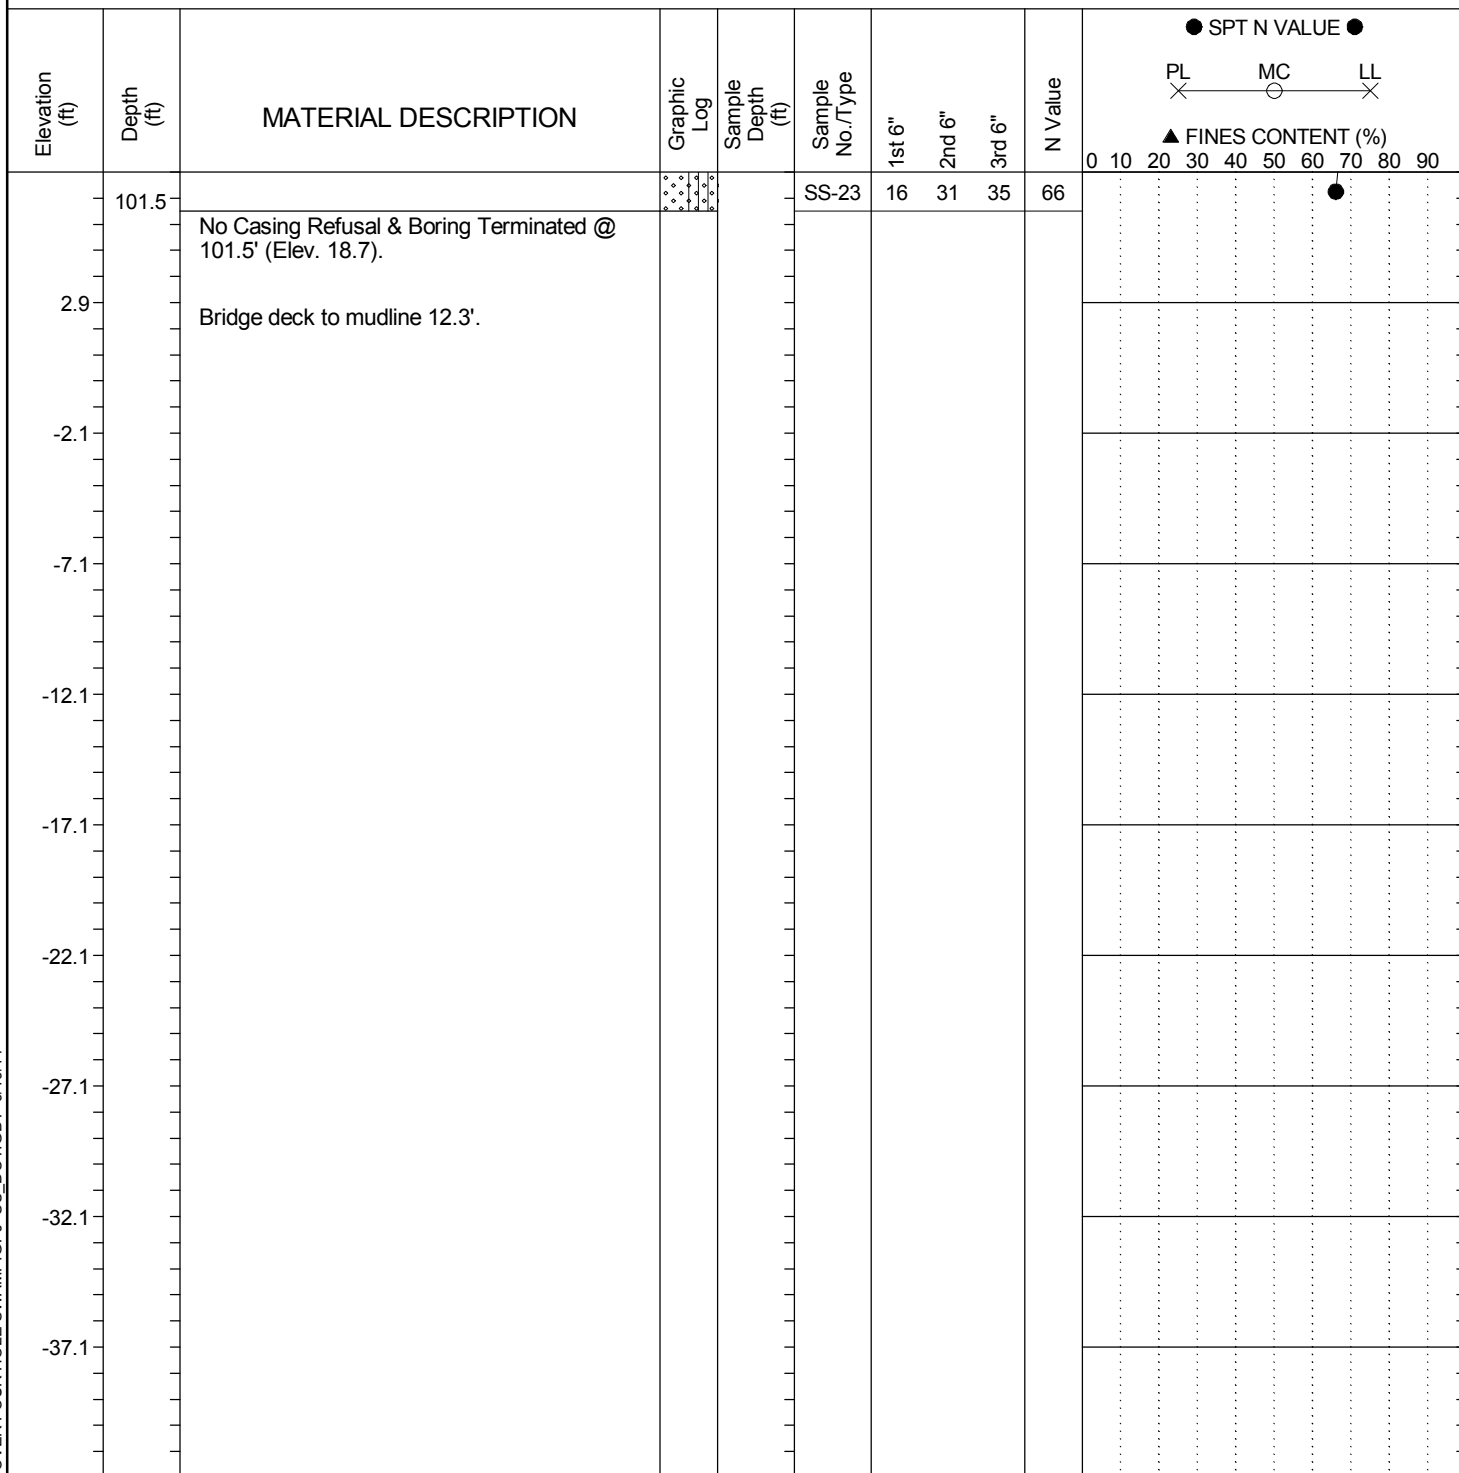 ● SPT N VALUE ●
PL MC LL
▲ FINES CONTENT (%)
0 10 20 30 40 50 60 70 80 90
Elevation
(ft)
Depth
(ft)
MATERIAL DESCRIPTION
Graphic
Log
Sample
Depth
(ft)
Sample
No./Type
1st 6"
2nd 6"
3rd 6"
N Value
101.5
SS-23 16 31 35 66
No Casing Refusal & Boring Terminated @
101.5' (Elev. 18.7).
2.9
Bridge deck to mudline 12.3'.
-2.1
-7.1
-12.1
-17.1
-22.1
-27.1
-32.1
-37.1